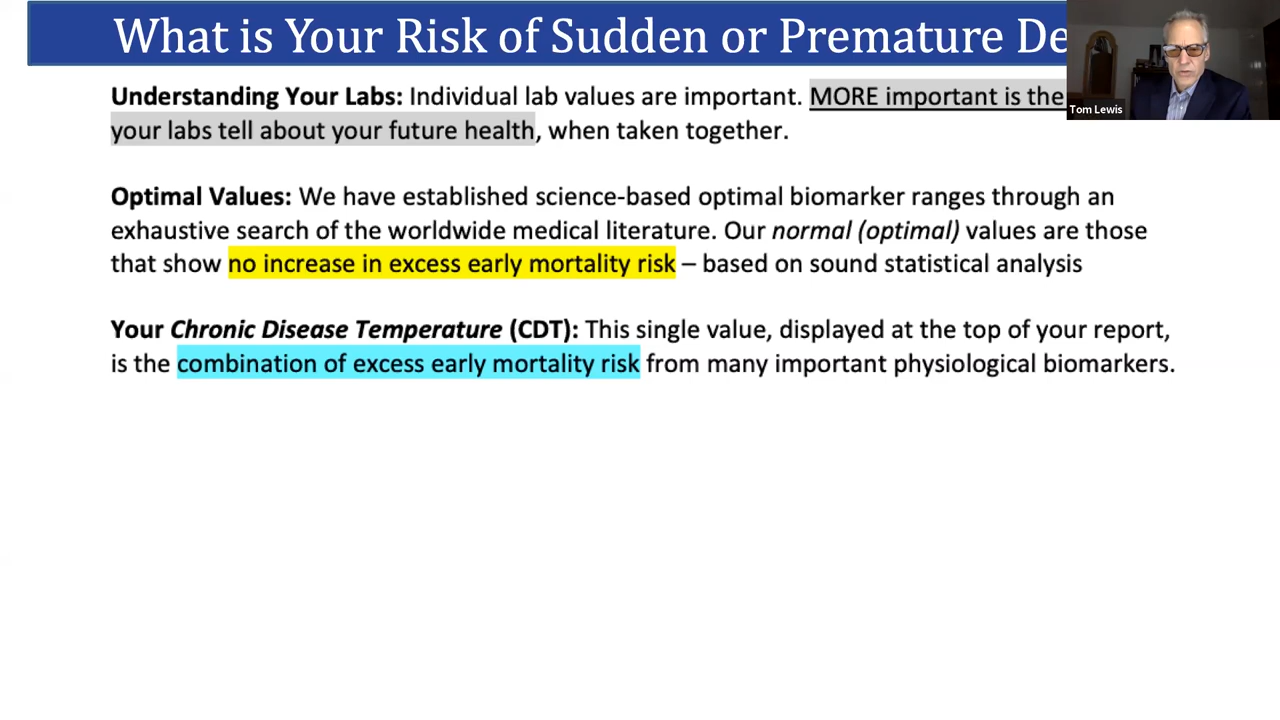 What is Your Risk of Sudden or Premature De
Understanding Your Labs: Individual lab values are important. MORE important is the
your labs tell about your future health, when taken together.
Optimal Values: We have established science-based optimal biomarker ranges through an
exhaustive search of the worldwide medical literature. Our normal (optimal) values are those
that show no increase in excess early mortality risk – based on sound statistical analysis
Your Chronic Disease Temperature (CDT): This single value, displayed at the top of your report,
is the combination of excess early mortality risk from many important physiological biomarkers.
Tom Lewis